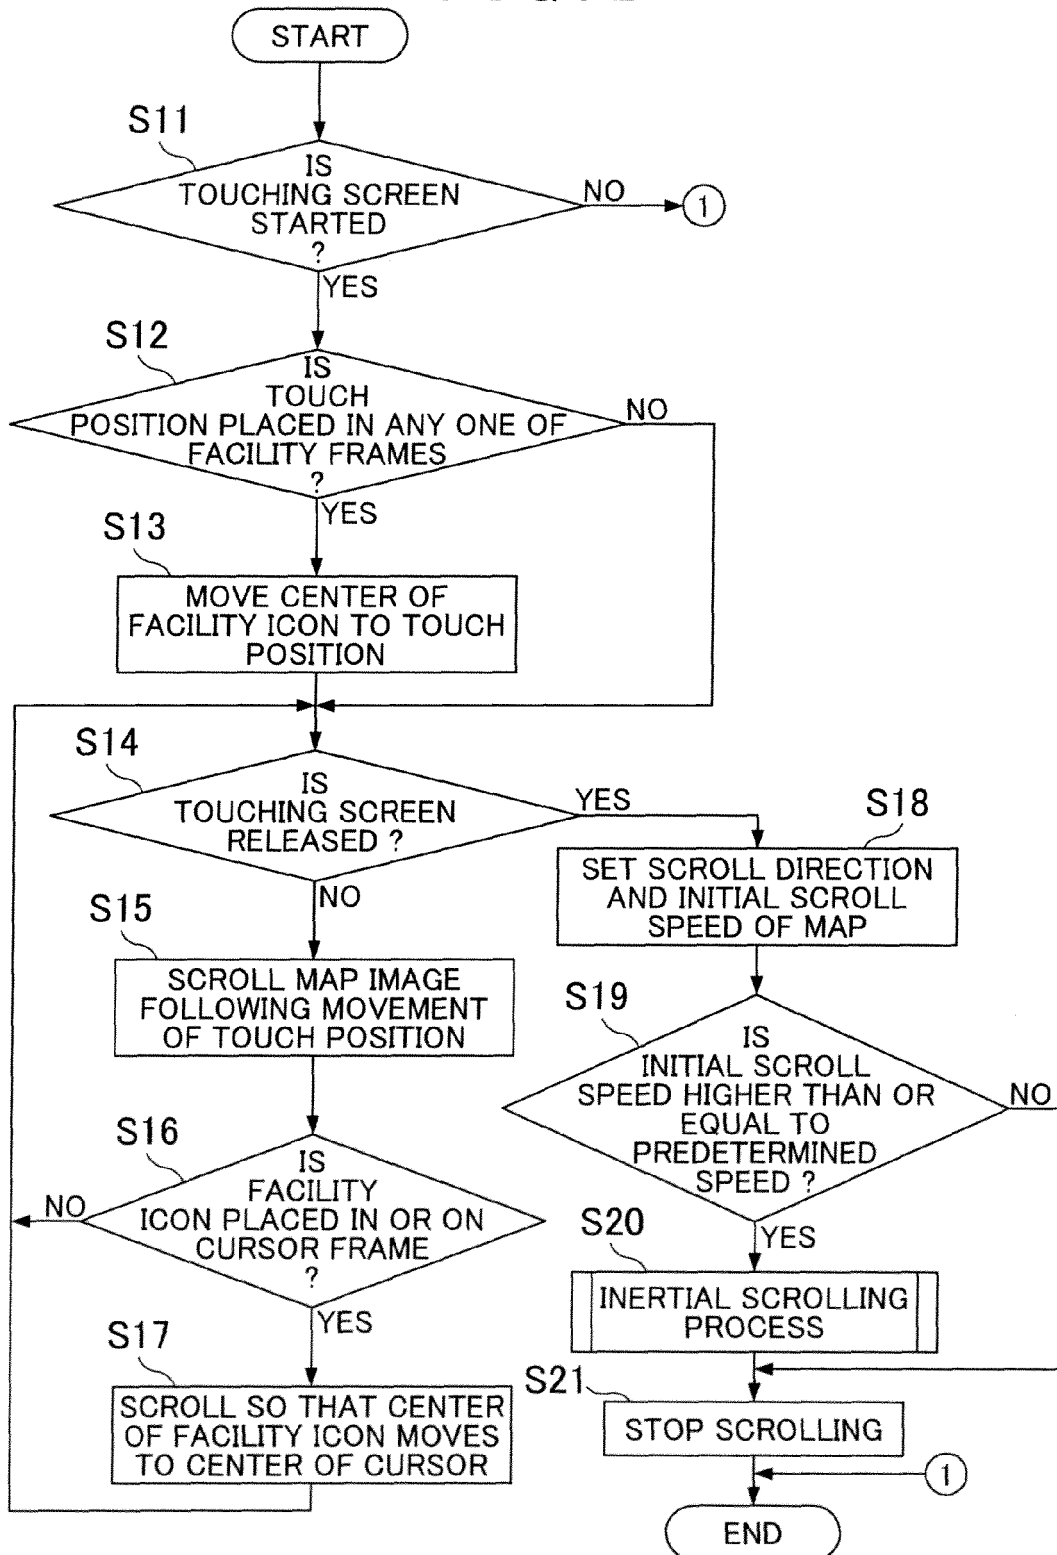 START
S11
IS
TOUCHING SCREEN
STARTED
?
NO
1
YES
S12
IS
TOUCH
POSITION PLACED IN ANY ONE OF
FACILITY FRAMES
?
NO
YES
S13
MOVE CENTER OF
FACILITY ICON TO TOUCH
POSITION
S14
IS
TOUCHING SCREEN
RELEASED ?
YES
NO
S15
SCROLL MAP IMAGE
FOLLOWING MOVEMENT
OF TOUCH POSITION
S16
IS
FACILITY
ICON PLACED IN OR ON
CURSOR FRAME
?
NO
YES
S17
SCROLL SO THAT CENTER
OF FACILITY ICON MOVES
TO CENTER OF CURSOR
S18
SET SCROLL DIRECTION
AND INITIAL SCROLL
SPEED OF MAP
S19
IS
INITIAL SCROLL
SPEED HIGHER THAN OR
EQUAL TO
PREDETERMINED
SPEED ?
NO
YES
S20
INERTIAL SCROLLING
PROCESS
S21
STOP SCROLLING
1
END